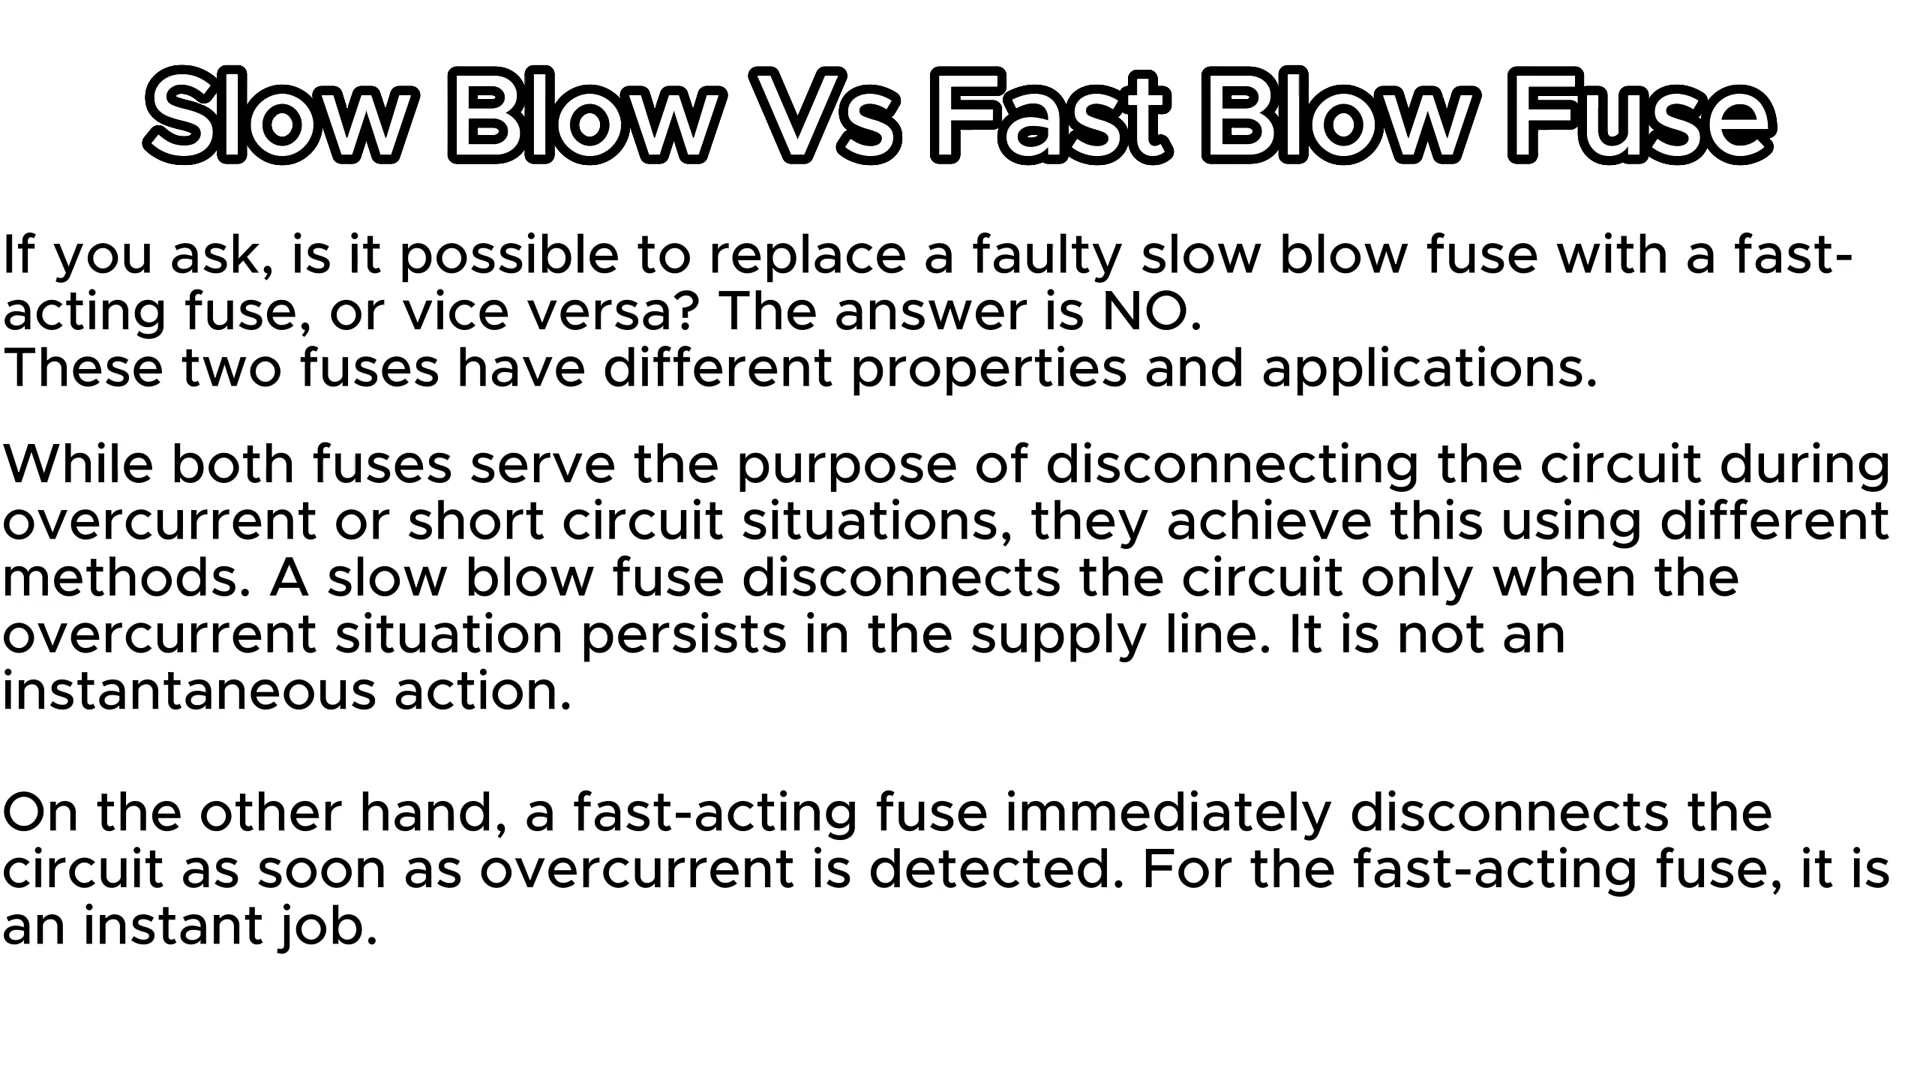 Slow Blow Vs Fast Blow Fuse
If you ask, is it possible to replace a faulty slow blow fuse with a fast-
acting fuse, or vice versa? The answer is NO.
These two fuses have different properties and applications.
While both fuses serve the purpose of disconnecting the circuit during
overcurrent or short circuit situations, they achieve this using different
methods. A slow blow fuse disconnects the circuit only when the
overcurrent situation persists in the supply line. It is not an
instantaneous action.
On the other hand, a fast-acting fuse immediately disconnects the
circuit as soon as overcurrent is detected. For the fast-acting fuse, it is
an instant job.